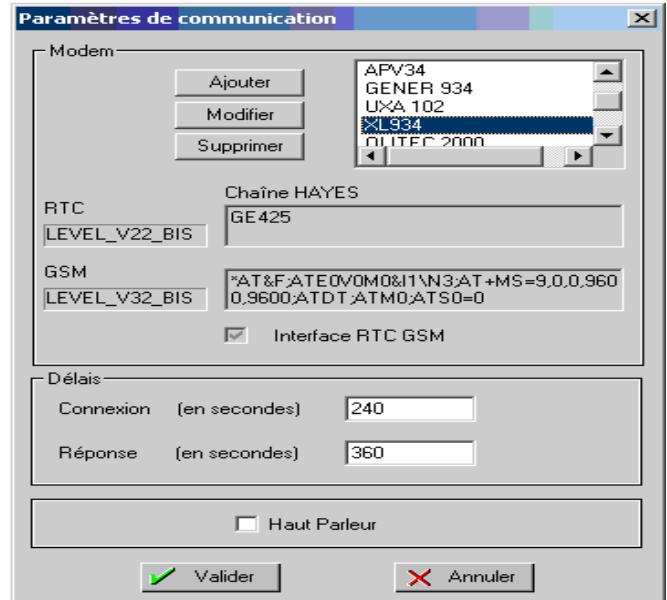 Paramètres de communication
Modem
Ajouter
Modifier
Supprimer
APV34
GENER 934
UXA 102
XL934
OLITEC 2000
Chaîne HAYES
RTC
GE425
LEVEL_V22_BIS
GSM
*AT&F;ATE0V0M0&I1\N3;AT+MS=9,0,0,960
LEVEL_V32_BIS
0,9600;ATDT;ATM0;ATS0=0
Interface RTC GSM
Délais
Connexion (en secondes) 240
Réponse (en secondes) 360
Haut Parleur
Valider
Annuler